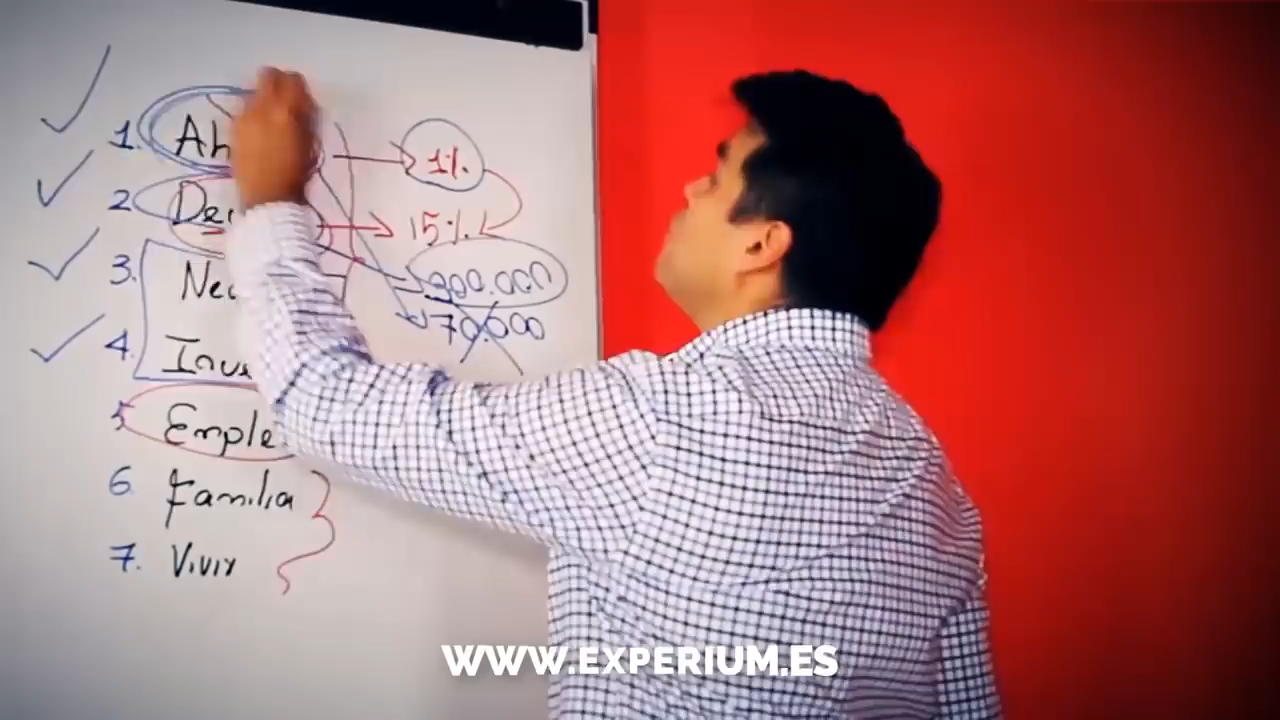 1. Ah 1%
2. De 15%
3. Ne 300.000
4. Inve 70.000
5 Emple
6. Familia
7. Vivir
WWW.EXPERIUM.ES